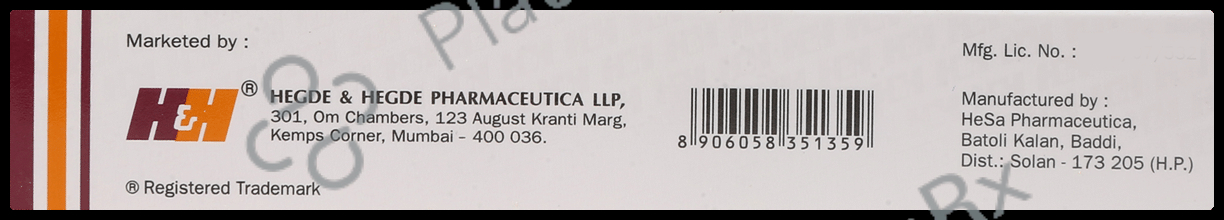 Marketed by :
H&H®
HEGDE & HEGDE PHARMACEUTICA LLP,
301, Om Chambers, 123 August Kranti Marg,
Kemps Corner, Mumbai - 400 036.
® Registered Trademark
8 906058 351359
Mfg. Lic. No. :
Manufactured by :
HeSa Pharmaceutica,
Batoli Kalan, Baddi,
Dist.: Solan - 173 205 (H.P.)